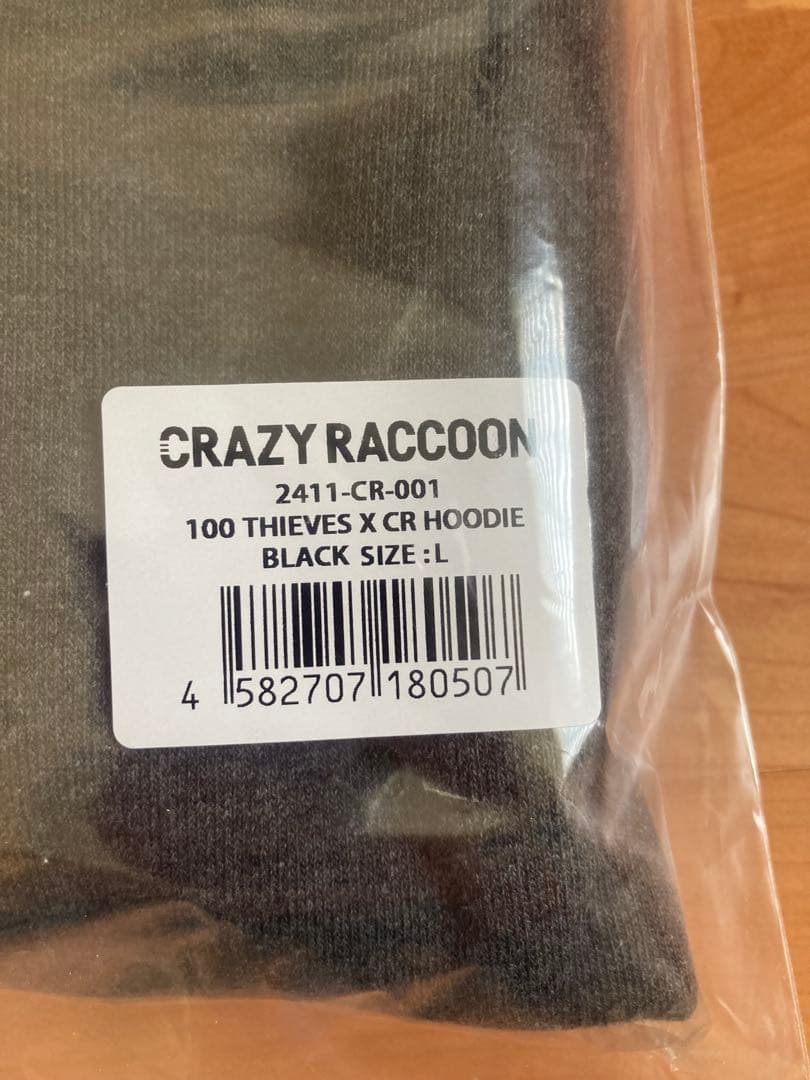 CRAZY RACCOON
2411-CR-001
100 THIEVES X CR HOODIE
BLACK SIZE : L
4 582707 180507